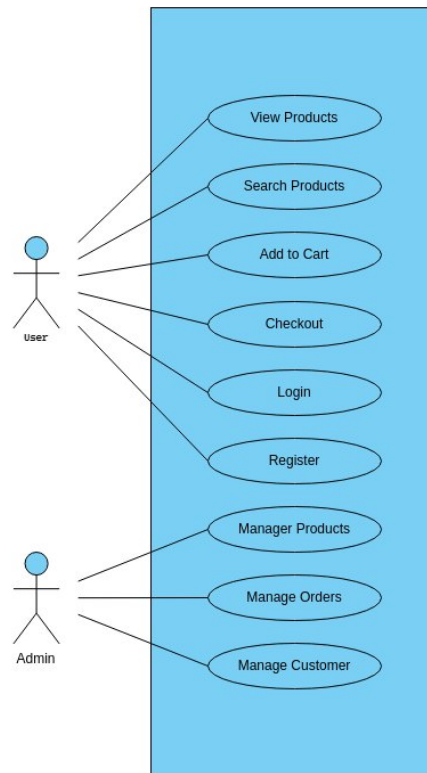 View Products
Search Products
Add to Cart
User
Checkout
Login
Register
Manager Products
Manage Orders
Admin
Manage Customer